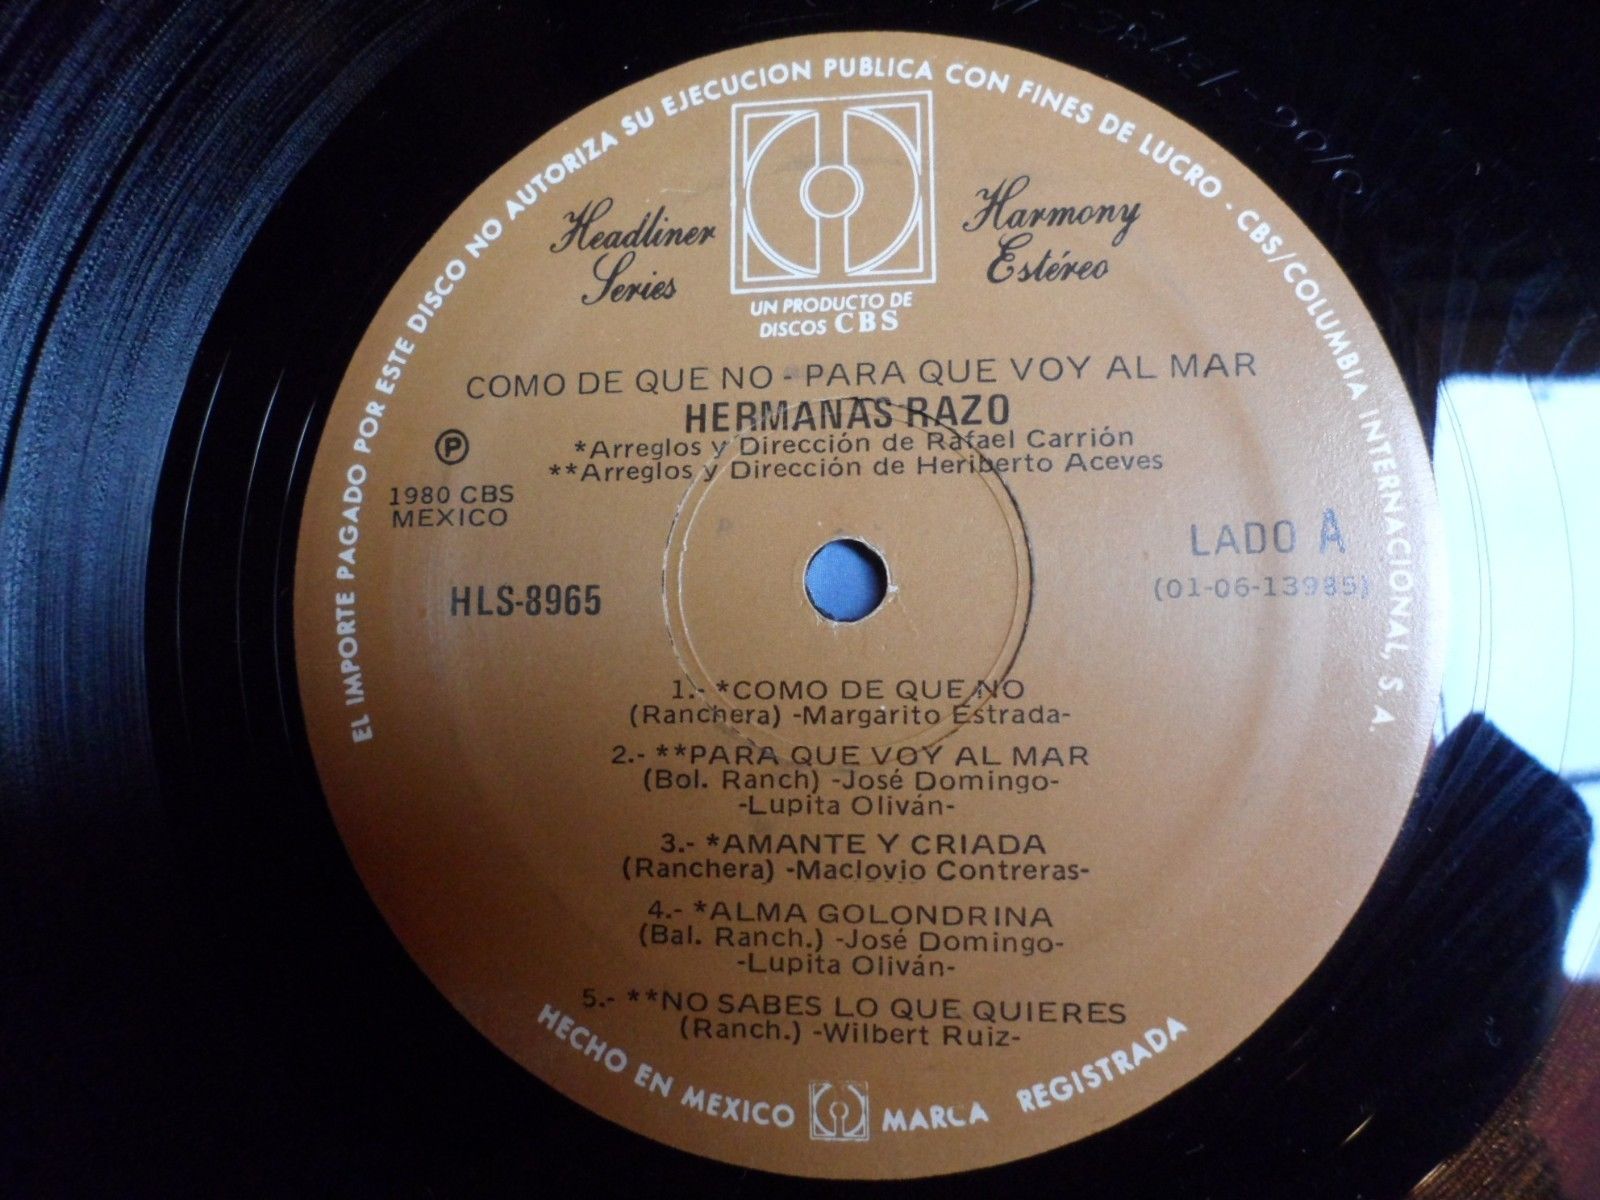 EL IMPORTE PAGADO POR ESTE DISCO NO AUTORIZA SU EJECUCION PUBLICA CON FINES DE LUCRO - CBS/COLUMBIA INTERNACIONAL, S. A.
Headliner
Series
Harmony
Estéreo
UN PRODUCTO DE
DISCOS CBS
COMO DE QUE NO - PARA QUE VOY AL MAR
HERMANAS RAZO
*Arreglos y Dirección de Rafael Carrión
**Arreglos y Dirección de Heriberto Aceves
P
1980 CBS
MEXICO
HLS-8965
LADO A
(01-06-13985)
1.- *COMO DE QUE NO
(Ranchera) -Margarito Estrada-
2.- **PARA QUE VOY AL MAR
(Bol. Ranch) -José Domingo-
-Lupita Oliván-
3.- *AMANTE Y CRIADA
(Ranchera) -Maclovio Contreras-
4.- *ALMA GOLONDRINA
(Bal. Ranch.) -José Domingo-
-Lupita Oliván-
5.- **NO SABES LO QUE QUIERES
(Ranch.) -Wilbert Ruiz-
HECHO EN MEXICO MARCA REGISTRADA